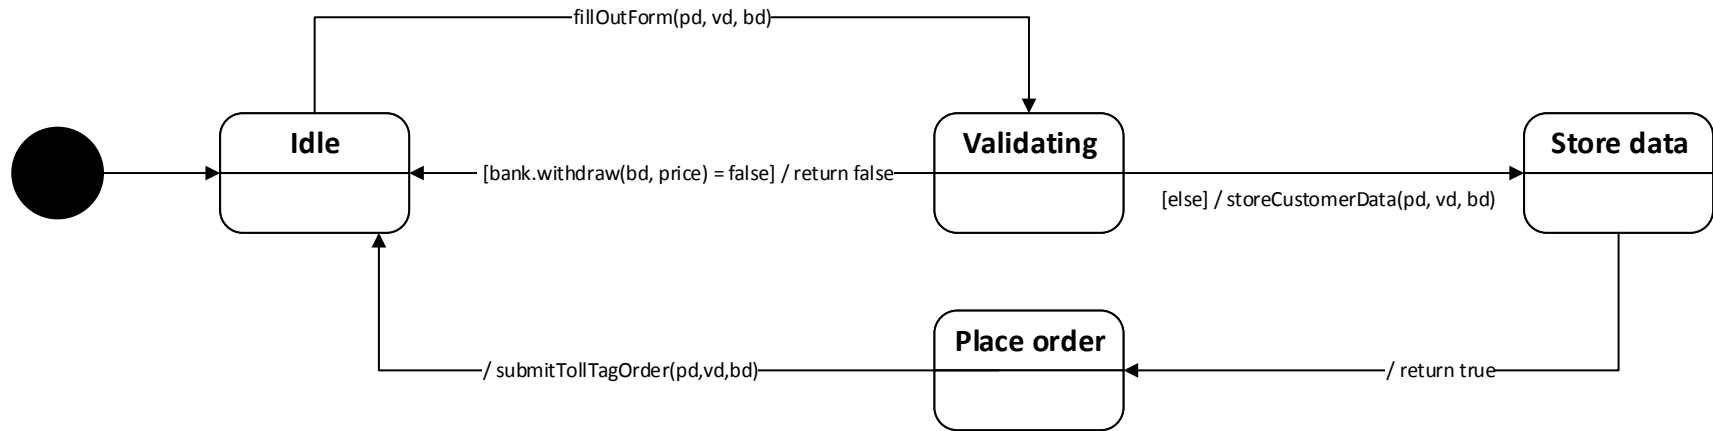 fillOutForm(pd, vd, bd)
Idle
Validating
Store data
[bank.withdraw(bd, price) = false] / return false
[else] / storeCustomerData(pd, vd, bd)
Place order
/ submitTollTagOrder(pd,vd,bd)
/ return true